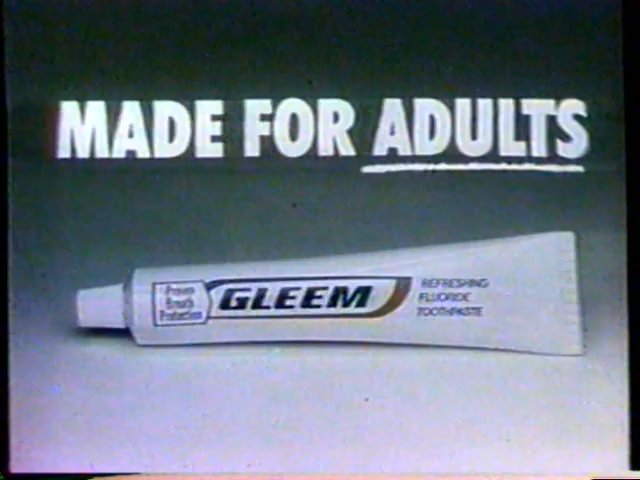 MADE FOR ADULTS
Proven
Breath
Protection
GLEEM
REFRESHING
FLUORIDE
TOOTHPASTE